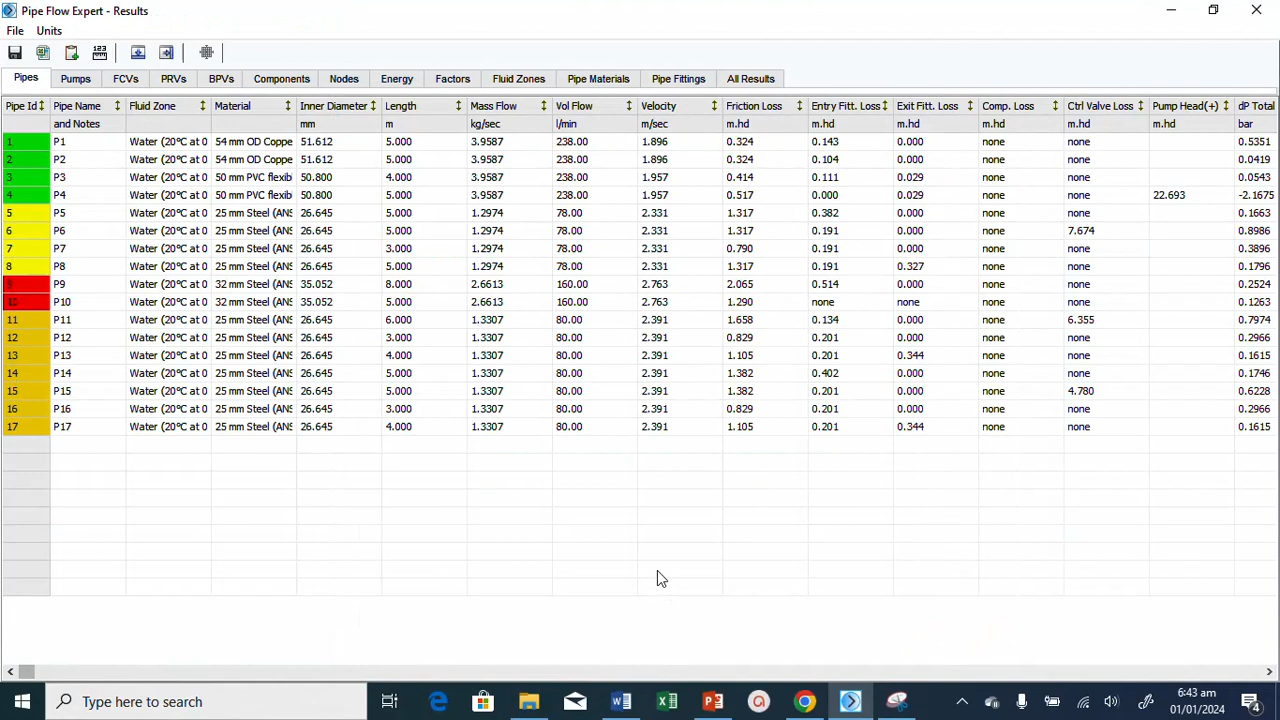 Pipe Flow Expert - Results
File Units
Pipes Pumps FCVs PRVs BPVs Components Nodes Energy Factors Fluid Zones Pipe Materials Pipe Fittings All Results
Pipe Id Pipe Name Fluid Zone Material Inner Diameter Length Mass Flow Vol Flow Velocity Friction Loss Entry Fitt. Loss Exit Fitt. Loss Comp. Loss Ctrl Valve Loss Pump Head(+) dP Total
and Notes mm m kg/sec l/min m/sec m.hd m.hd m.hd m.hd m.hd m.hd bar
1 P1 Water (20°C at 0 54 mm OD Coppe 51.612 5.000 3.9587 238.00 1.896 0.324 0.143 0.000 none none 0.5351
2 P2 Water (20°C at 0 54 mm OD Coppe 51.612 5.000 3.9587 238.00 1.896 0.324 0.104 0.000 none none 0.0419
3 P3 Water (20°C at 0 50 mm PVC flexib 50.800 4.000 3.9587 238.00 1.957 0.414 0.111 0.029 none none 0.0543
4 P4 Water (20°C at 0 50 mm PVC flexib 50.800 5.000 3.9587 238.00 1.957 0.517 0.000 0.029 none none 22.693 -2.1675
5 P5 Water (20°C at 0 25 mm Steel (ANS 26.645 5.000 1.2974 78.00 2.331 1.317 0.382 0.000 none none 0.1663
6 P6 Water (20°C at 0 25 mm Steel (ANS 26.645 5.000 1.2974 78.00 2.331 1.317 0.191 0.000 none 7.674 0.8986
7 P7 Water (20°C at 0 25 mm Steel (ANS 26.645 3.000 1.2974 78.00 2.331 0.790 0.191 0.000 none none 0.3896
8 P8 Water (20°C at 0 25 mm Steel (ANS 26.645 5.000 1.2974 78.00 2.331 1.317 0.191 0.327 none none 0.1796
9 P9 Water (20°C at 0 32 mm Steel (ANS 35.052 8.000 2.6613 160.00 2.763 2.065 0.514 0.000 none none 0.2524
10 P10 Water (20°C at 0 32 mm Steel (ANS 35.052 5.000 2.6613 160.00 2.763 1.290 none none none none 0.1263
11 P11 Water (20°C at 0 25 mm Steel (ANS 26.645 6.000 1.3307 80.00 2.391 1.658 0.134 0.000 none 6.355 0.7974
12 P12 Water (20°C at 0 25 mm Steel (ANS 26.645 3.000 1.3307 80.00 2.391 0.829 0.201 0.000 none none 0.2966
13 P13 Water (20°C at 0 25 mm Steel (ANS 26.645 4.000 1.3307 80.00 2.391 1.105 0.201 0.344 none none 0.1615
14 P14 Water (20°C at 0 25 mm Steel (ANS 26.645 5.000 1.3307 80.00 2.391 1.382 0.402 0.000 none none 0.1746
15 P15 Water (20°C at 0 25 mm Steel (ANS 26.645 5.000 1.3307 80.00 2.391 1.382 0.201 0.000 none 4.780 0.6228
16 P16 Water (20°C at 0 25 mm Steel (ANS 26.645 3.000 1.3307 80.00 2.391 0.829 0.201 0.000 none none 0.2966
17 P17 Water (20°C at 0 25 mm Steel (ANS 26.645 4.000 1.3307 80.00 2.391 1.105 0.201 0.344 none none 0.1615
Type here to search
6:43 am
01/01/2024
4